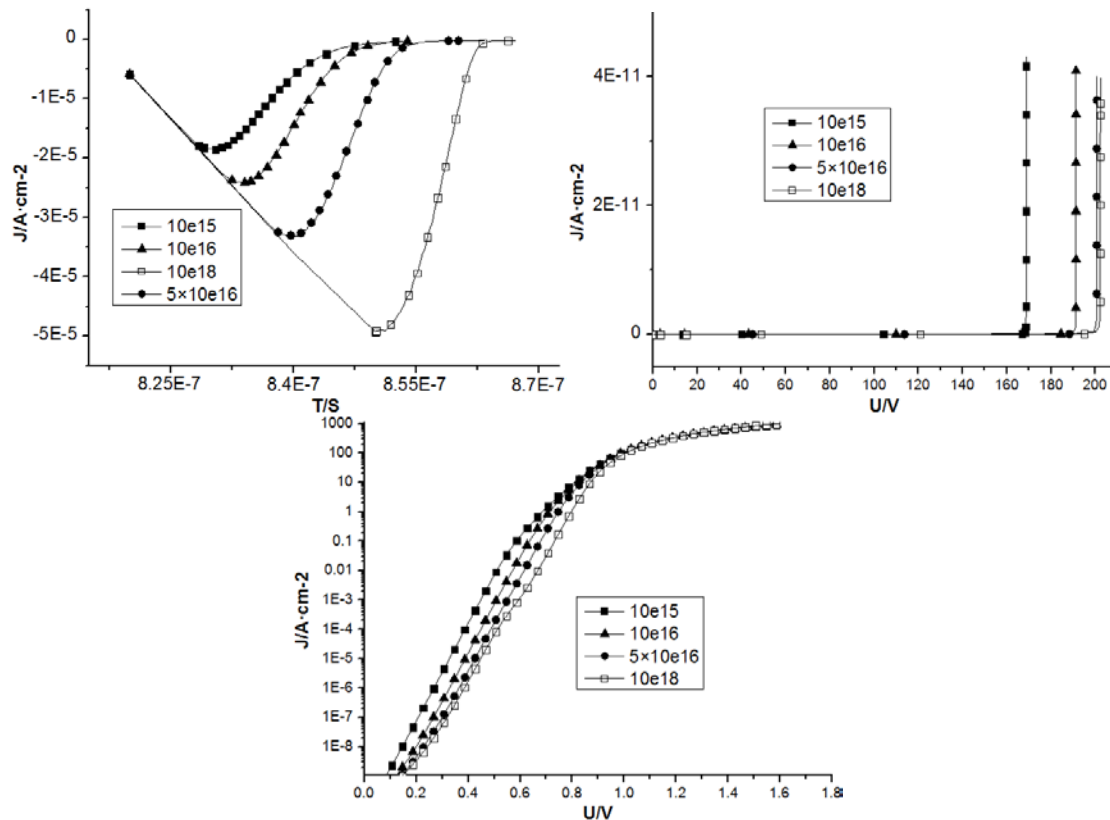 0
-1E-5
-2E-5
-3E-5
-4E-5
-5E-5
J/A·cm-2
10e15
10e16
10e18
5×10e16
8.25E-7
8.4E-7
8.55E-7
8.7E-7
T/S
4E-11
2E-11
0
J/A·cm-2
10e15
10e16
5×10e16
10e18
0 20 40 60 80 100 120 140 160 180 200
U/V
1000
100
10
1
0.1
0.01
1E-3
1E-4
1E-5
1E-6
1E-7
1E-8
J/A·cm-2
10e15
10e16
5×10e16
10e18
0.0 0.2 0.4 0.6 0.8 1.0 1.2 1.4 1.6 1.8
U/V